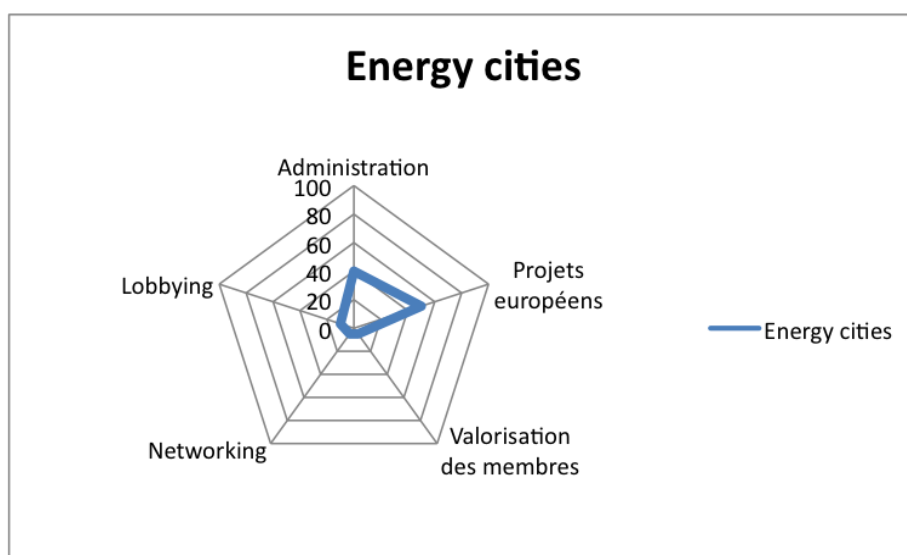 Energy cities
Administration
100
80
60
40
20
0
Projets
européens
Valorisation
des membres
Networking
Lobbying
Energy cities